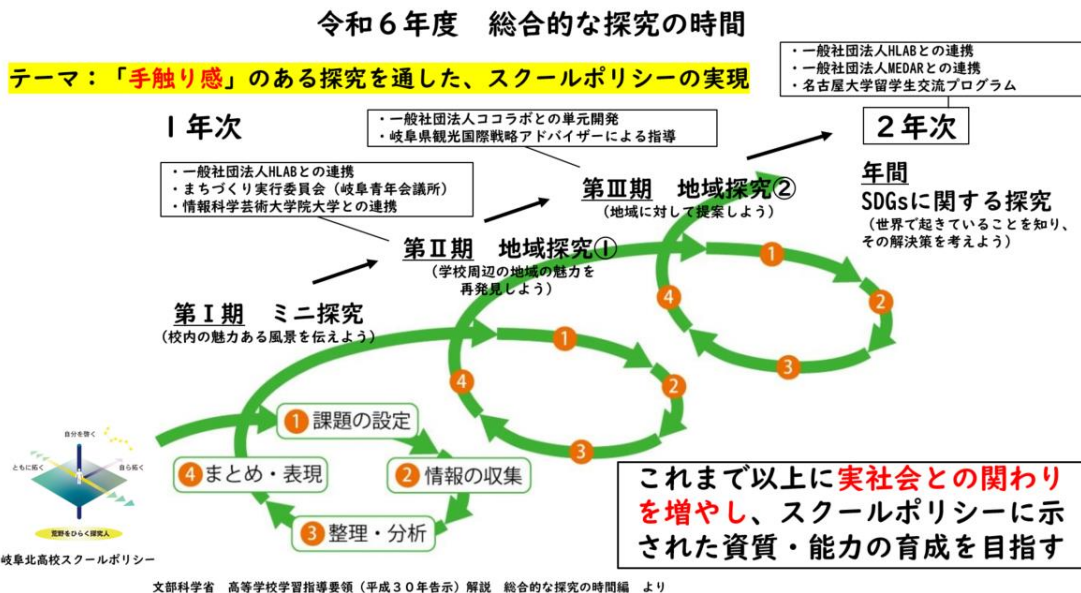 令和６年度　総合的な探究の時間
テーマ：「手触り感」のある探究を通した、スクールポリシーの実現
・一般社団法人HLABとの連携
・一般社団法人MEDARとの連携
・名古屋大学留学生交流プログラム
１年次
・一般社団法人ココラボとの単元開発
・岐阜県観光国際戦略アドバイザーによる指導
２年次
・一般社団法人HLABとの連携
・まちづくり実行委員会（岐阜青年会議所）
・情報科学芸術大学院大学との連携
年間
SDGsに関する探究
（世界で起きていることを知り、
その解決策を考えよう）
第Ⅲ期　地域探究②
（地域に対して提案しよう）
第Ⅱ期　地域探究①
（学校周辺の地域の魅力を
再発見しよう）
第Ⅰ期　ミニ探究
（校内の魅力ある風景を伝えよう）
1
2
3
4
1
2
3
4
1 課題の設定
2 情報の収集
3 整理・分析
4 まとめ・表現
自分を啓く
ともに拓く
自ら拓く
荒野をひらく探究人
岐阜北高校スクールポリシー
これまで以上に実社会との関わり
を増やし、スクールポリシーに示
された資質・能力の育成を目指す
文部科学省　高等学校学習指導要領（平成３０年告示）解説　総合的な探究の時間編　より